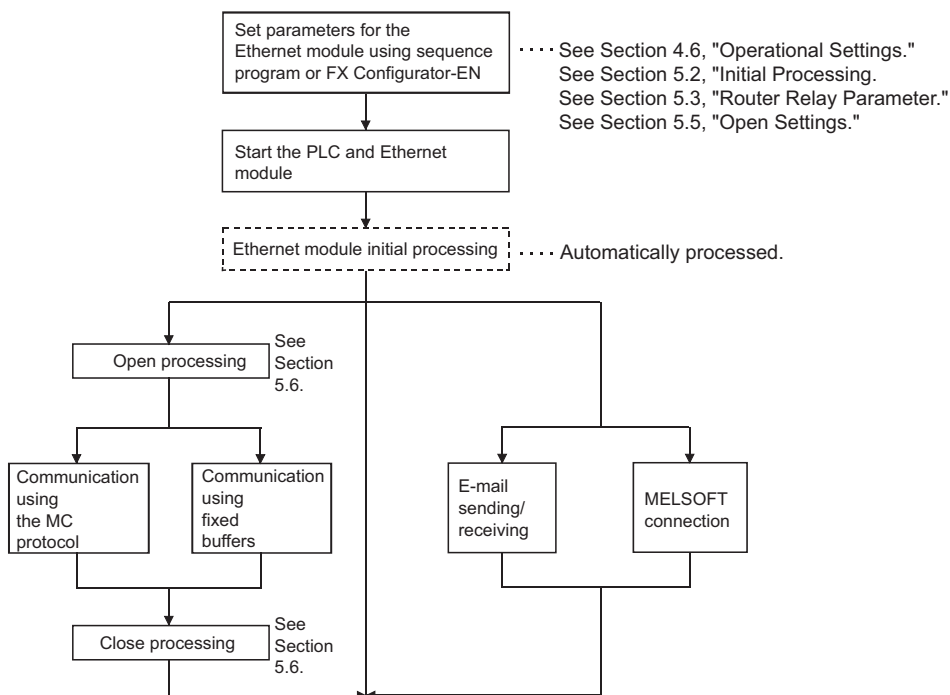 Set parameters for the
Ethernet module using sequence
program or FX Configurator-EN
See Section 4.6, "Operational Settings."
See Section 5.2, "Initial Processing.
See Section 5.3, "Router Relay Parameter."
See Section 5.5, "Open Settings."
Start the PLC and Ethernet
module
Ethernet module initial processing
Automatically processed.
Open processing
See
Section
5.6.
Communication
using
the MC
protocol
Communication
using
fixed
buffers
E-mail
sending/
receiving
MELSOFT
connection
Close processing
See
Section
5.6.